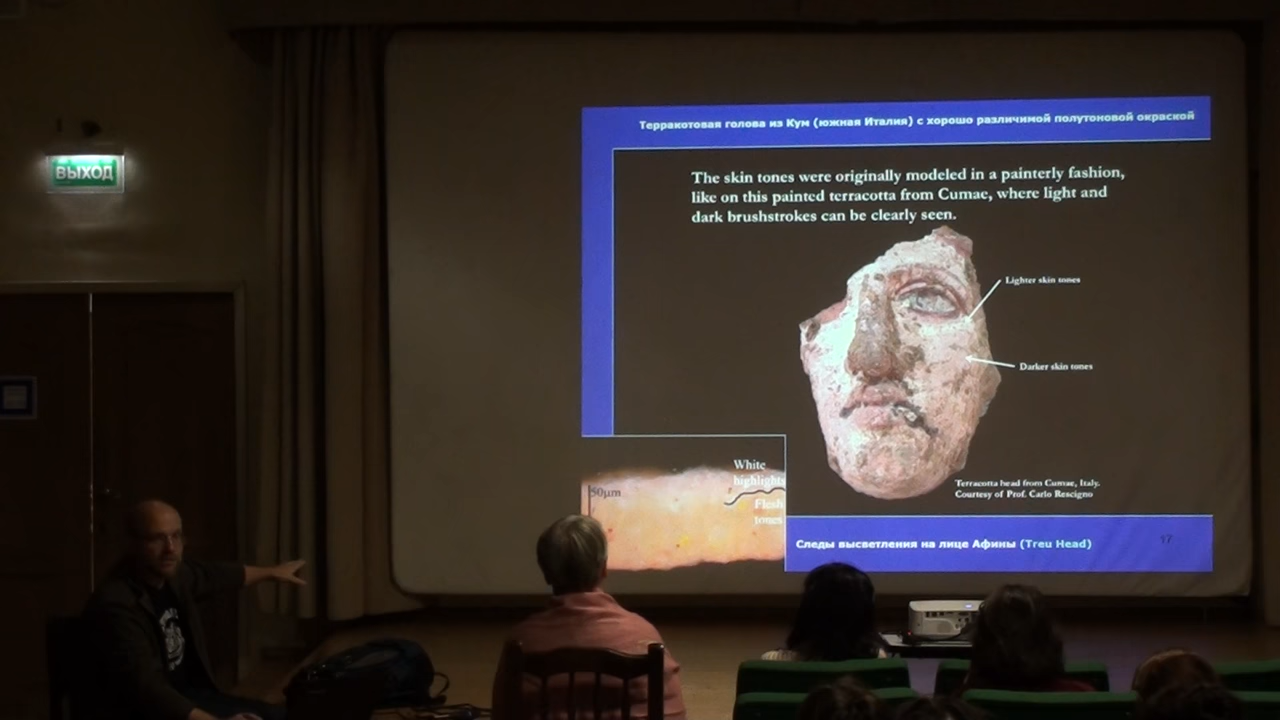 ВЫХОД
Терракотовая голова из Кум (южная Италия) с хорошо различимой полутоновой окраской
The skin tones were originally modeled in a painterly fashion,
like on this painted terracotta from Cumae, where light and
dark brushstrokes can be clearly seen.
Lighter skin tones
Darker skin tones
White
highlights
50µm
Flesh
tones
Terracotta head from Cumae, Italy.
Courtesy of Prof. Carlo Rescigno
Следы высветления на лице Афины (Treu Head)
17